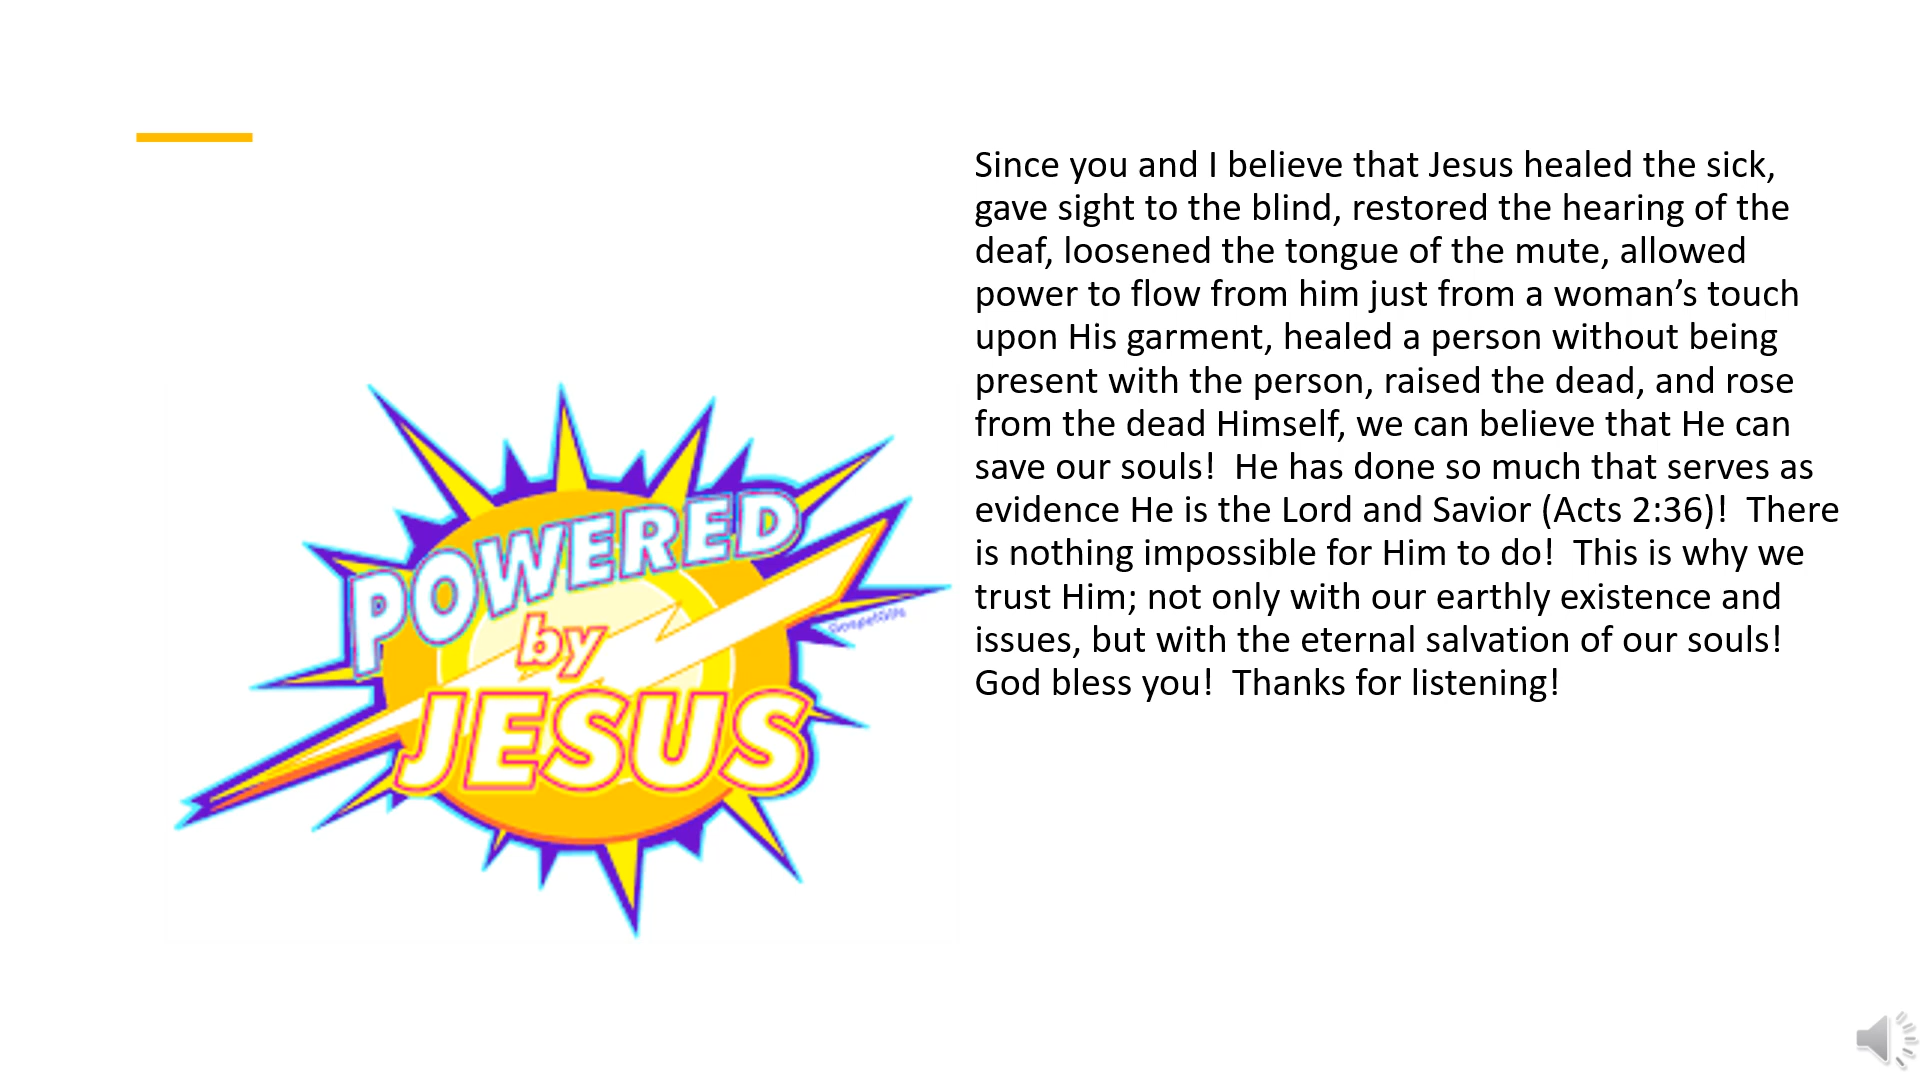 POWERED
by
JESUS
Since you and I believe that Jesus healed the sick,
gave sight to the blind, restored the hearing of the
deaf, loosened the tongue of the mute, allowed
power to flow from him just from a woman’s touch
upon His garment, healed a person without being
present with the person, raised the dead, and rose
from the dead Himself, we can believe that He can
save our souls!  He has done so much that serves as
evidence He is the Lord and Savior (Acts 2:36)!  There
is nothing impossible for Him to do!  This is why we
trust Him; not only with our earthly existence and
issues, but with the eternal salvation of our souls!
God bless you!  Thanks for listening!